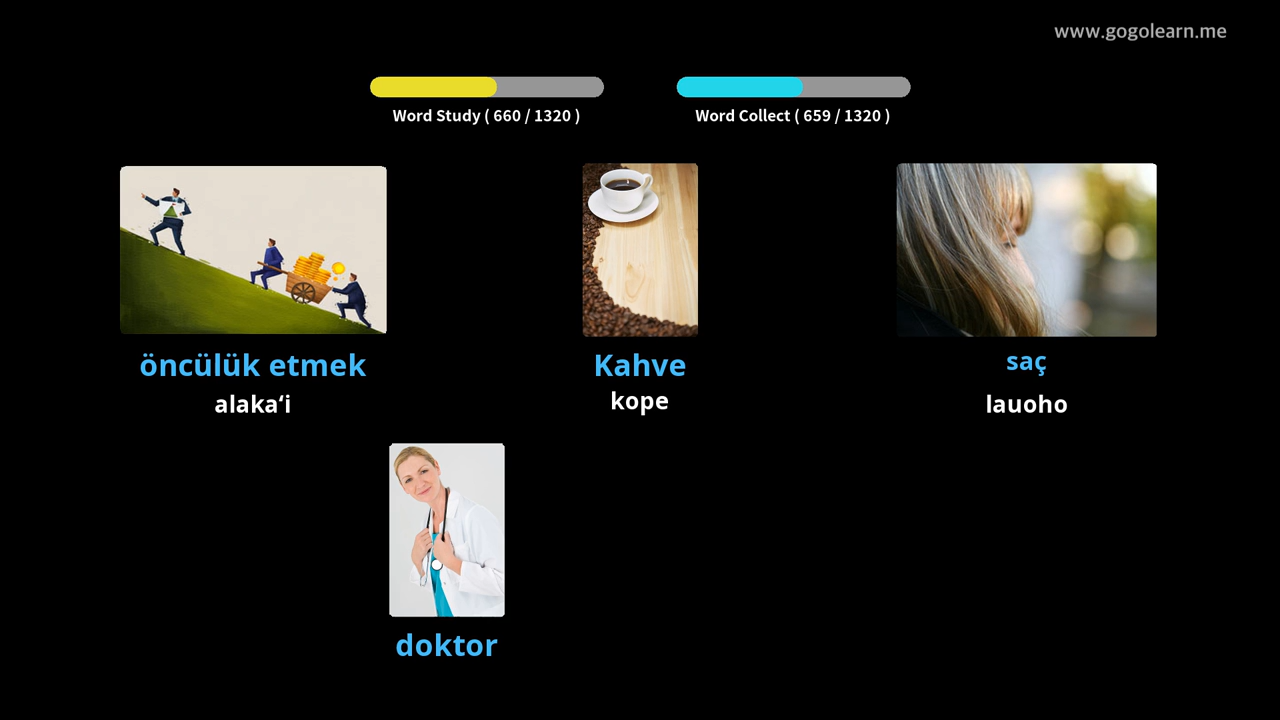 www.gogolearn.me
Word Study ( 660 / 1320 )
Word Collect ( 659 / 1320 )
öncülük etmek
alakaʻi
Kahve
kope
saç
lauoho
doktor